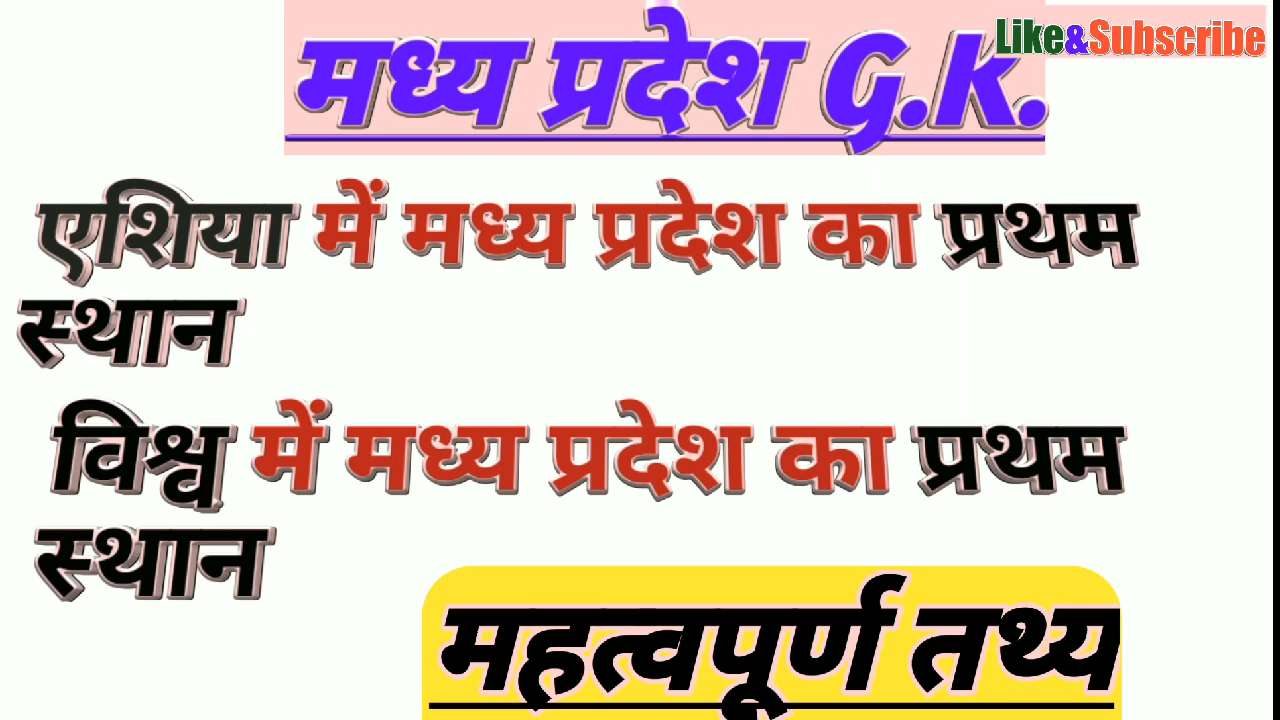 Like&Subscribe
मध्य प्रदेश G.K.
एशिया में मध्य प्रदेश का प्रथम
स्थान
विश्व में मध्य प्रदेश का प्रथम
स्थान
महत्वपूर्ण तथ्य